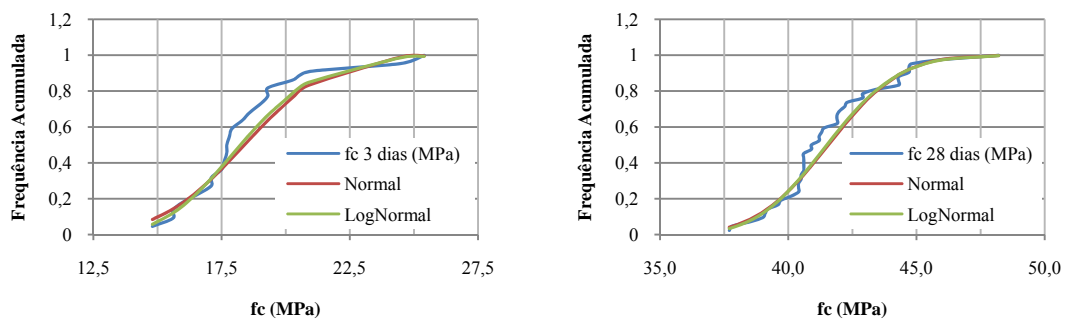 Frequência Acumulada
1,2
1
0,8
0,6
0,4
0,2
0
12,5
17,5
22,5
27,5
fc (MPa)
fc 3 dias (MPa)
Normal
LogNormal
Frequência Acumulada
1,2
1
0,8
0,6
0,4
0,2
0
35,0
40,0
45,0
50,0
fc (MPa)
fc 28 dias (MPa)
Normal
LogNormal